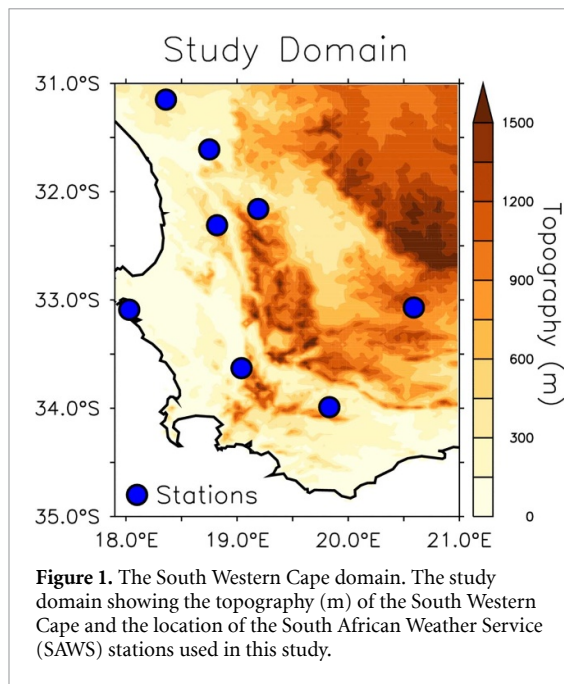 Study Domain
31.0°S
32.0°S
33.0°S
34.0°S
35.0°S
18.0°E 19.0°E 20.0°E 21.0°E
Stations
1500
1200
900
600
300
0
Topography (m)
Figure 1. The South Western Cape domain. The study
domain showing the topography (m) of the South Western
Cape and the location of the South African Weather Service
(SAWS) stations used in this study.